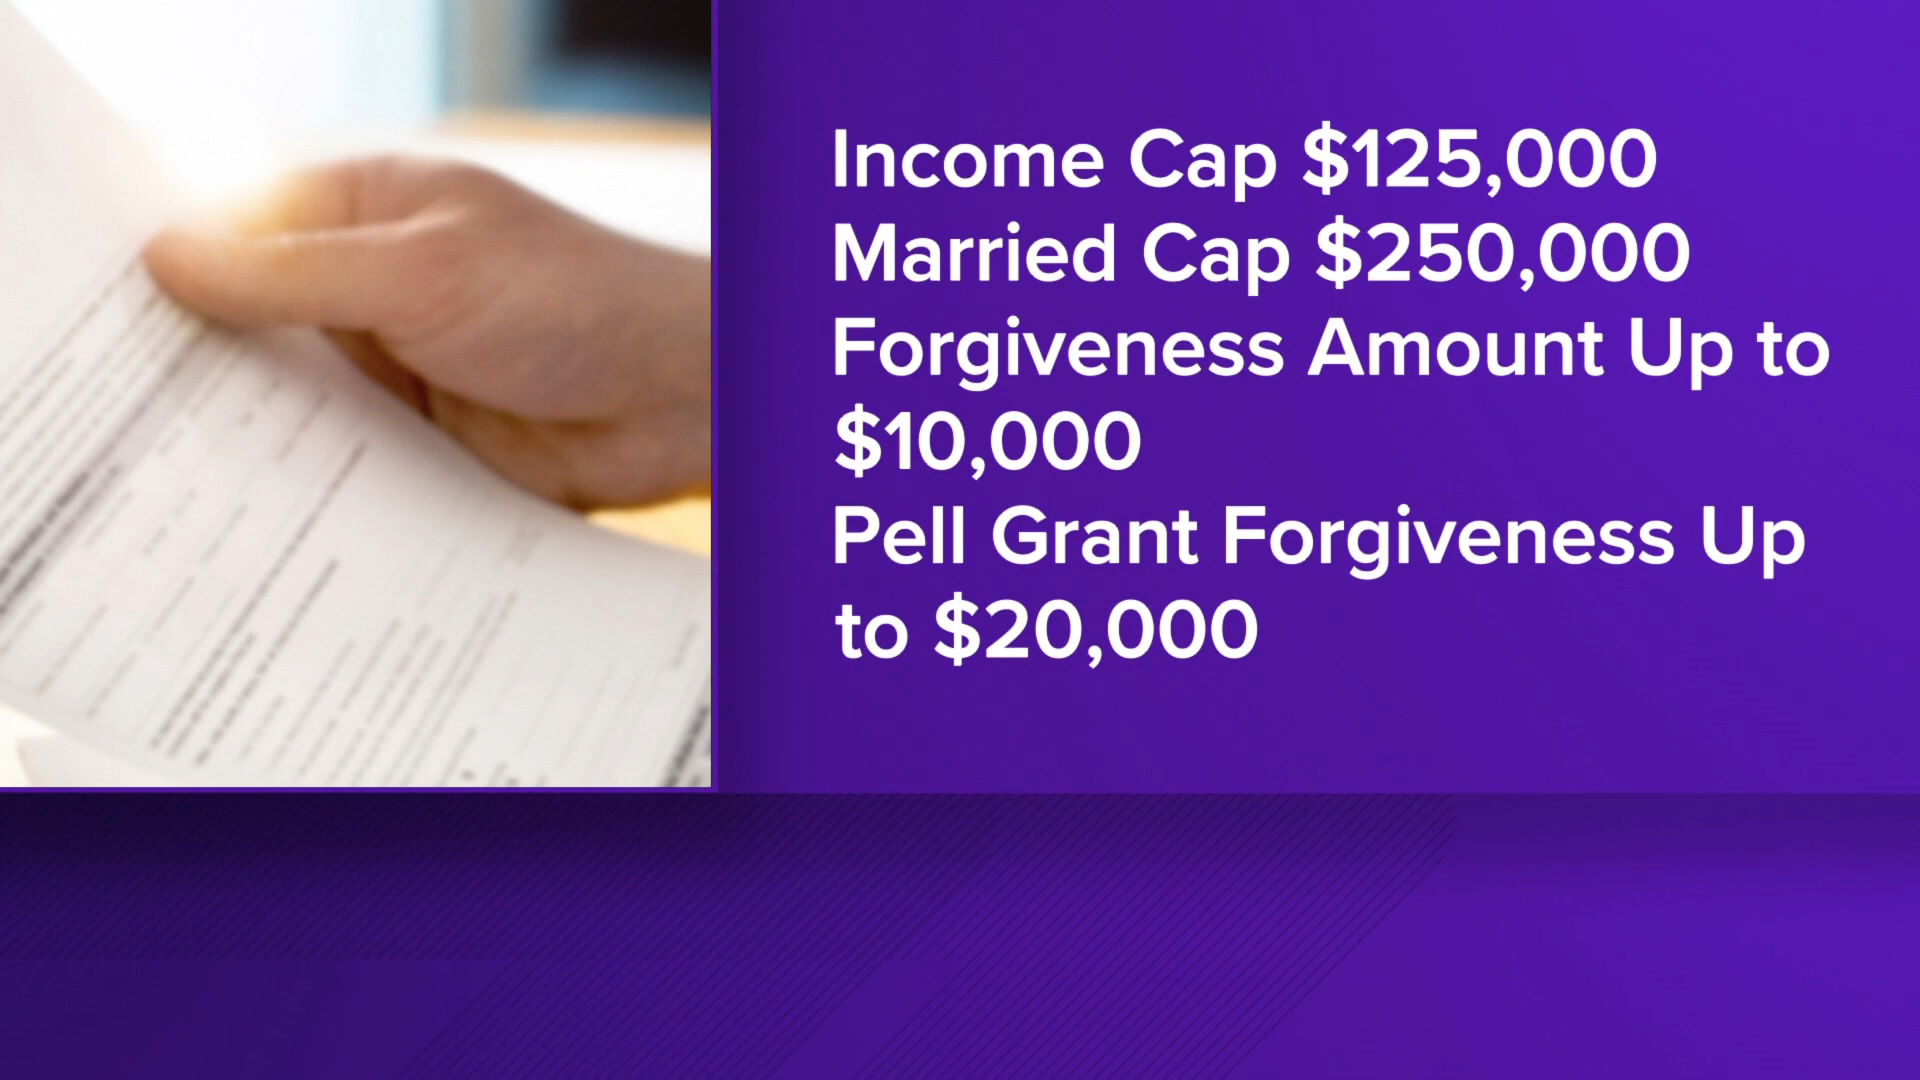 Income Cap $125,000
Married Cap $250,000
Forgiveness Amount Up to
$10,000
Pell Grant Forgiveness Up
to $20,000